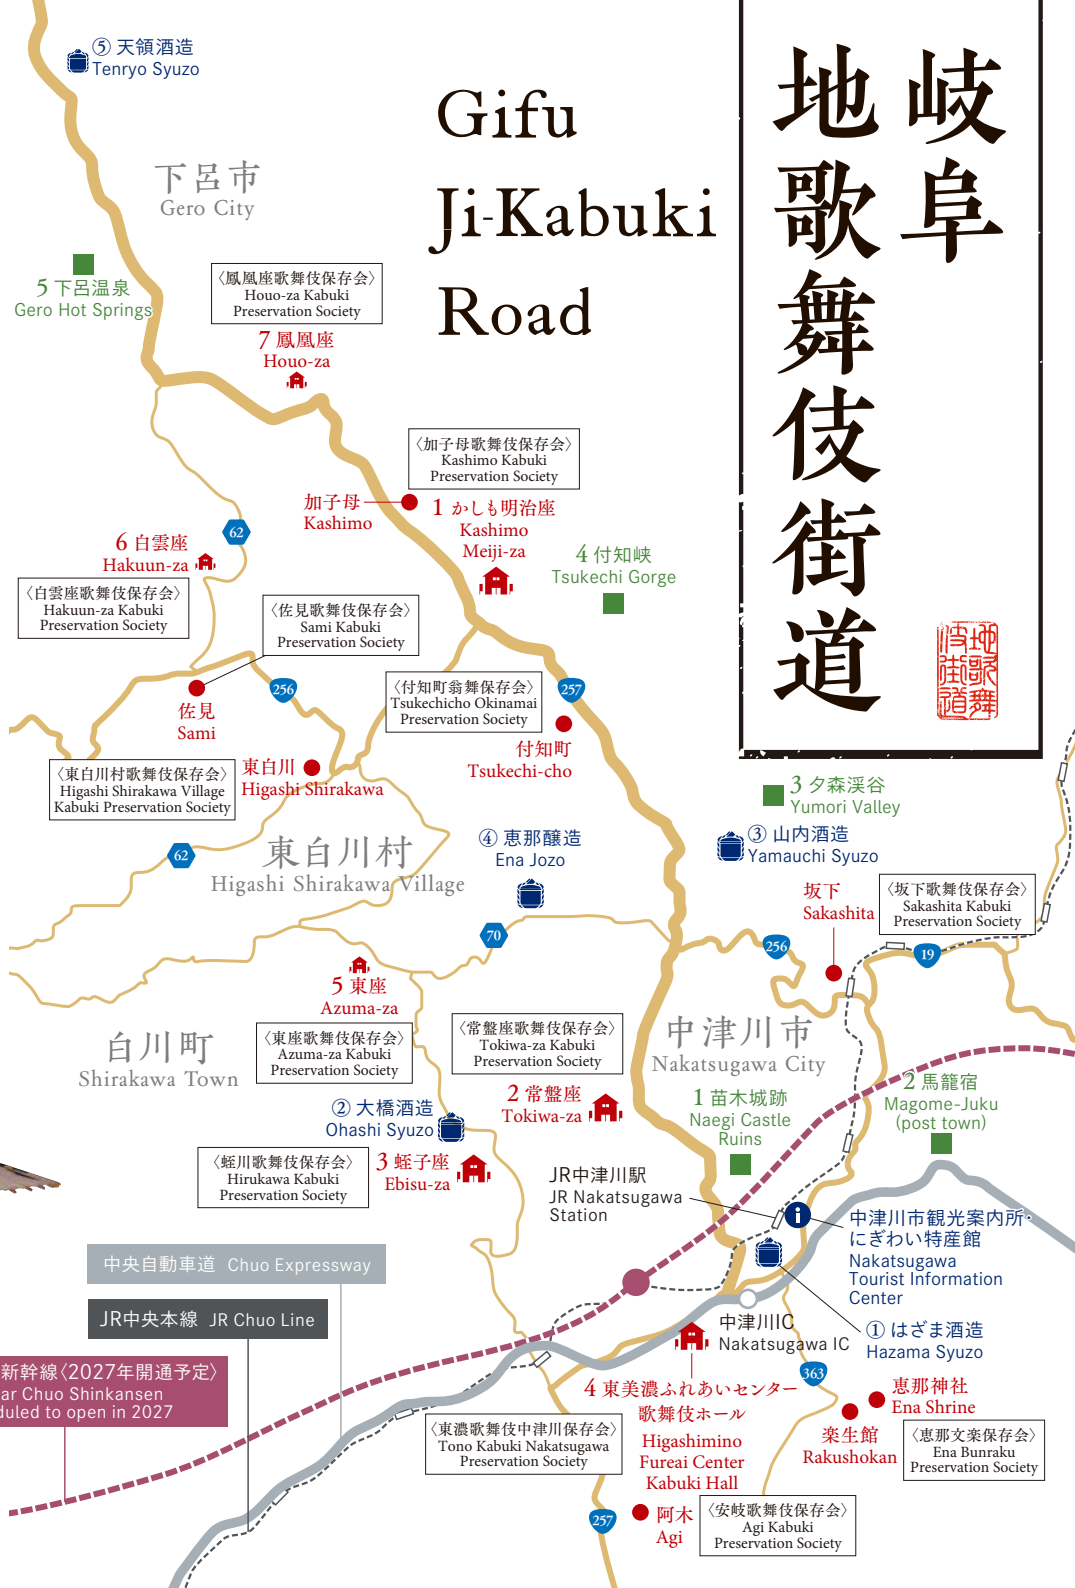 岐阜
地歌舞伎街道
Gifu
Ji-Kabuki
Road
地歌舞
伎街道
⑤ 天領酒造
Tenryo Syuzo
下呂市
Gero City
5 下呂温泉
Gero Hot Springs
〈鳳凰座歌舞伎保存会〉
Houo-za Kabuki
Preservation Society
7 鳳凰座
Houo-za
〈加子母歌舞伎保存会〉
Kashimo Kabuki
Preservation Society
加子母
Kashimo
1 かしも明治座
Kashimo
Meiji-za
4 付知峡
Tsukechi Gorge
62
6 白雲座
Hakuun-za
〈白雲座歌舞伎保存会〉
Hakuun-za Kabuki
Preservation Society
〈佐見歌舞伎保存会〉
Sami Kabuki
Preservation Society
256
佐見
Sami
〈付知町翁舞保存会〉
Tsukechicho Okinamai
Preservation Society
257
付知町
Tsukechi-cho
〈東白川村歌舞伎保存会〉
Higashi Shirakawa Village
Kabuki Preservation Society
東白川
Higashi Shirakawa
3 夕森渓谷
Yumori Valley
③ 山内酒造
Yamauchi Syuzo
62
東白川村
Higashi Shirakawa Village
④ 恵那醸造
Ena Jozo
坂下
Sakashita
〈坂下歌舞伎保存会〉
Sakashita Kabuki
Preservation Society
70
256
19
5 東座
Azuma-za
〈東座歌舞伎保存会〉
Azuma-za Kabuki
Preservation Society
白川町
Shirakawa Town
〈常盤座歌舞伎保存会〉
Tokiwa-za Kabuki
Preservation Society
2 常盤座
Tokiwa-za
中津川市
Nakatsugawa City
1 苗木城跡
Naegi Castle
Ruins
2 馬籠宿
Magome-Juku
(post town)
② 大橋酒造
Ohashi Syuzo
〈蛭川歌舞伎保存会〉
Hirukawa Kabuki
Preservation Society
3 蛭子座
Ebisu-za
JR中津川駅
JR Nakatsugawa
Station
中津川市観光案内所・
にぎわい特産館
Nakatsugawa
Tourist Information
Center
中央自動車道 Chuo Expressway
JR中央本線 JR Chuo Line
新幹線〈2027年開通予定〉
ar Chuo Shinkansen
duled to open in 2027
中津川IC
Nakatsugawa IC
① はざま酒造
Hazama Syuzo
363
4 東美濃ふれあいセンター
歌舞伎ホール
Higashimino
Fureai Center
Kabuki Hall
〈東濃歌舞伎中津川保存会〉
Tono Kabuki Nakatsugawa
Preservation Society
恵那神社
Ena Shrine
楽生館
Rakushokan
〈恵那文楽保存会〉
Ena Bunraku
Preservation Society
257
阿木
Agi
〈安岐歌舞伎保存会〉
Agi Kabuki
Preservation Society